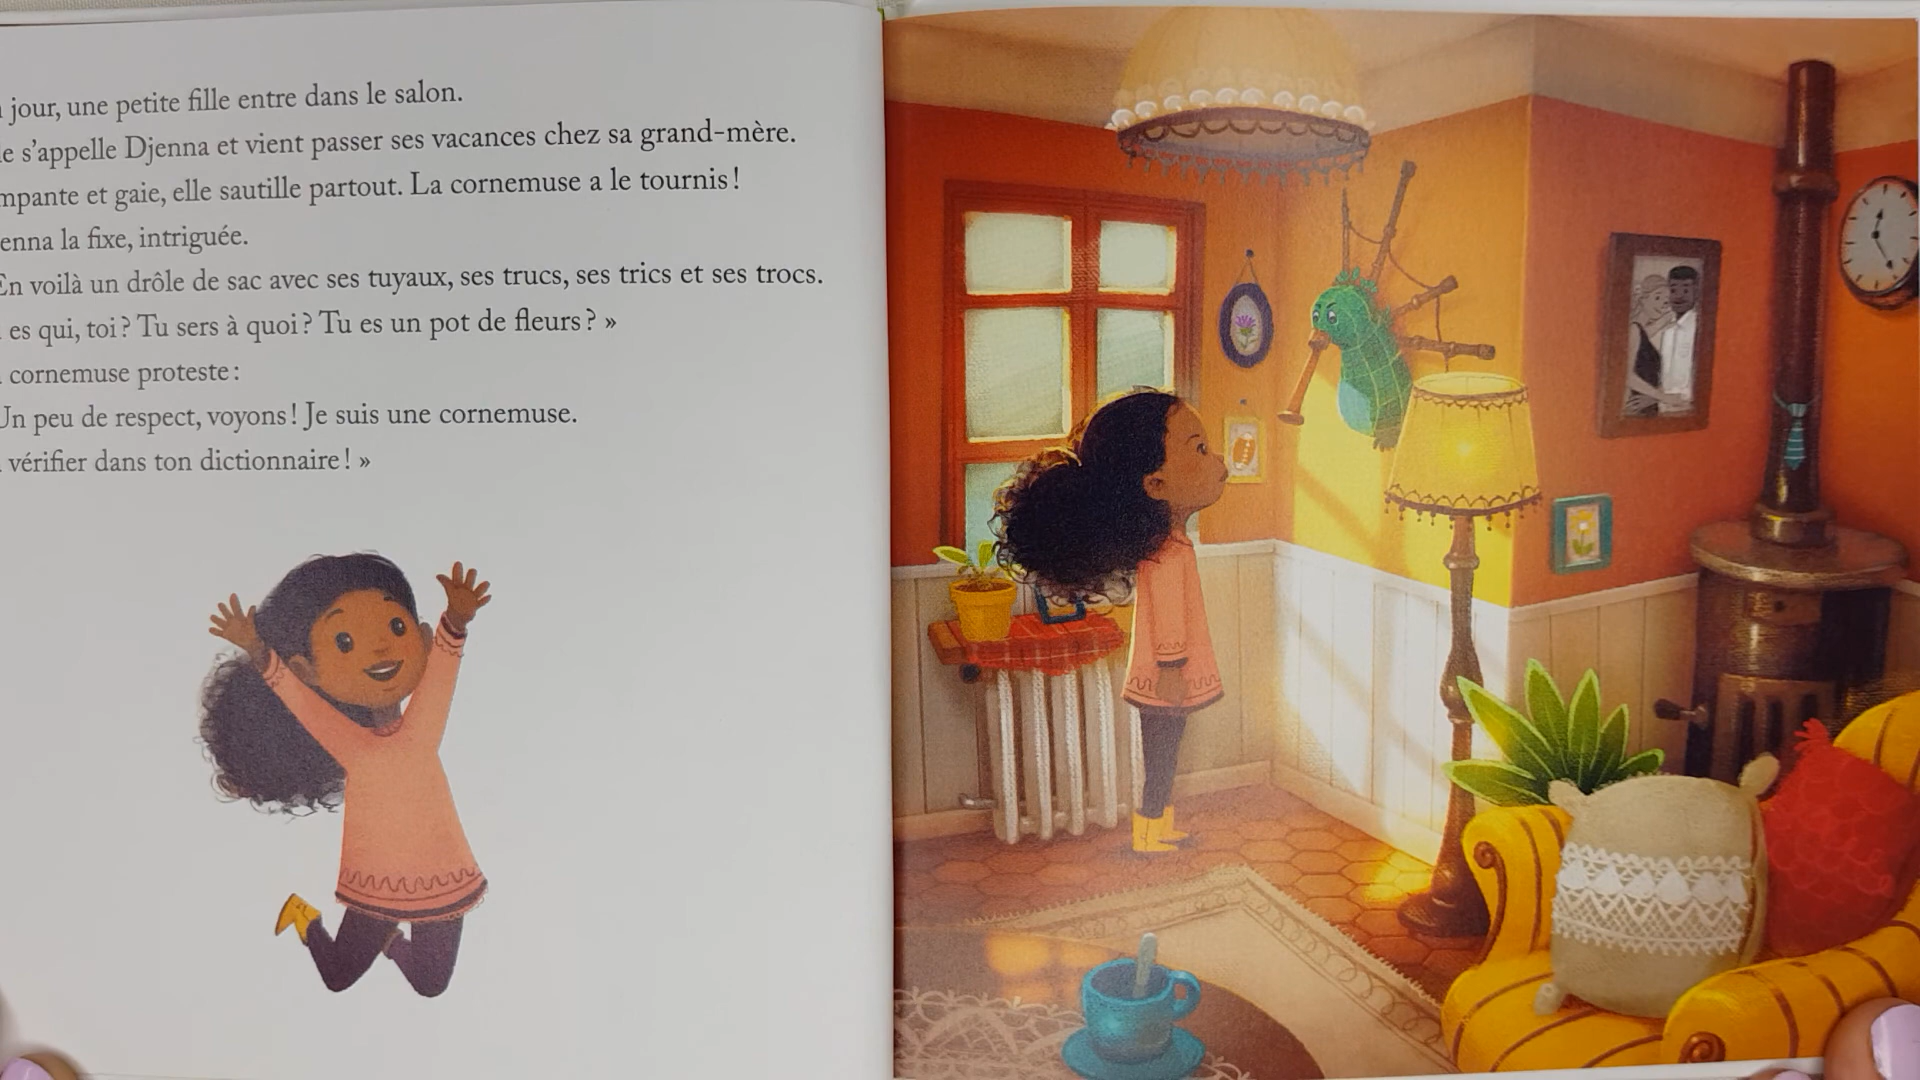 jour, une petite fille entre dans le salon.
s'appelle Djenna et vient passer ses vacances chez sa grand-mère.
et gaie, elle sautille partout. La cornemuse a le tournis !
la fixe, intriguée.
En voilà un drôle de sac avec ses tuyaux, ses trucs, ses trics et ses trocs.
es qui, toi ? Tu sers à quoi ? Tu es un pot de fleurs ? »
cornemuse proteste :
Un peu de respect, voyons ! Je suis une cornemuse.
vérifier dans ton dictionnaire ! »